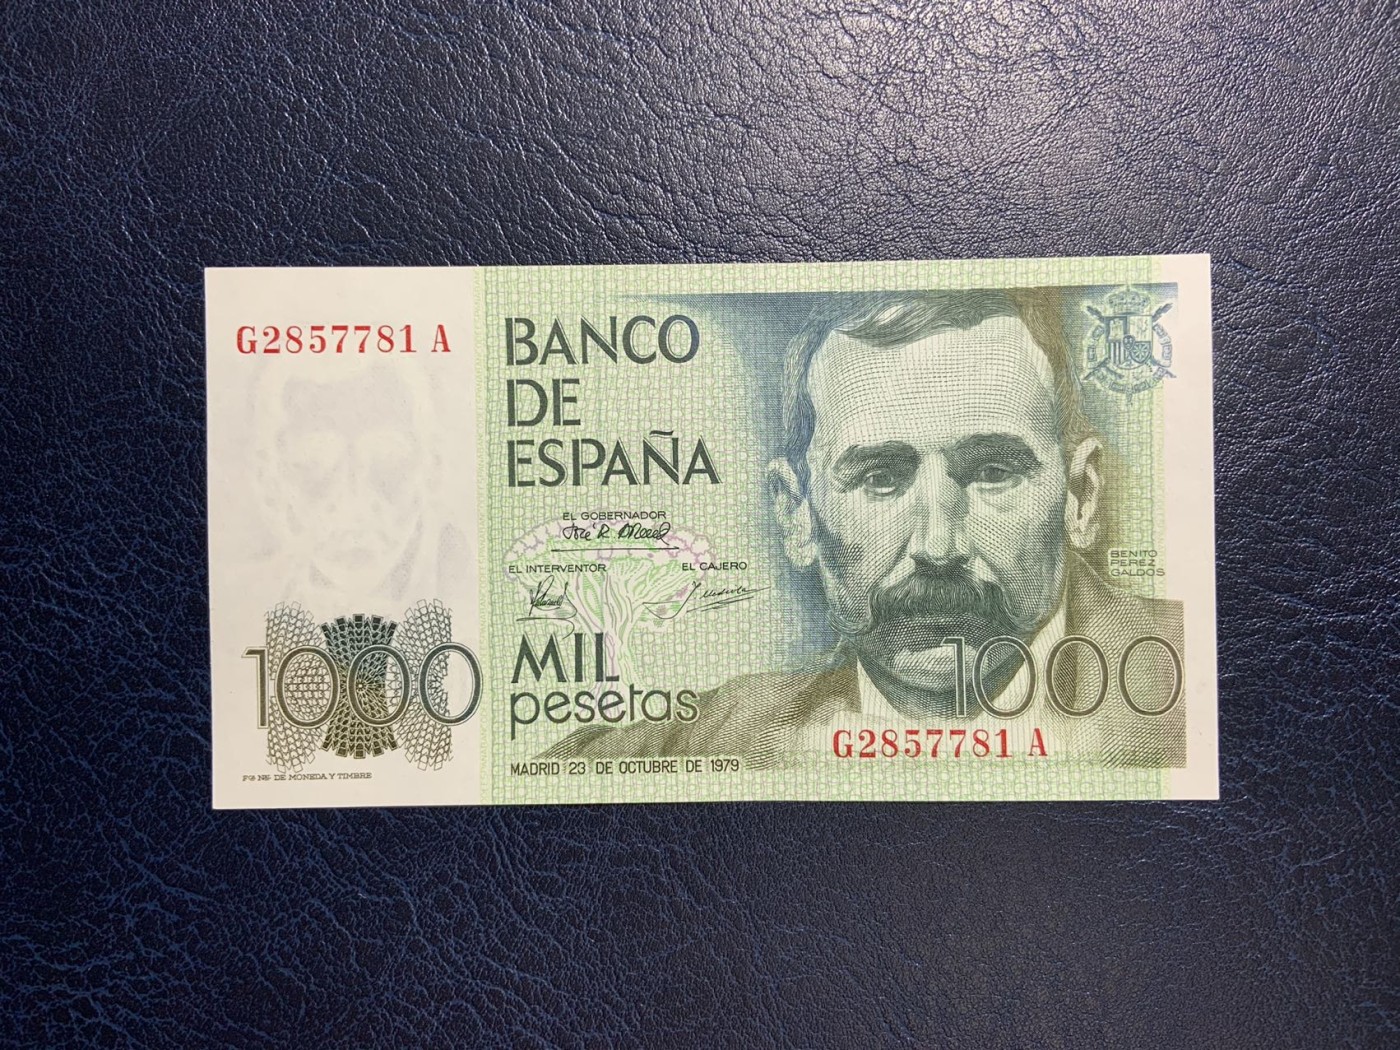 G2857781 A
BANCO
DE
ESPAÑA
EL GOBERNADOR
EL INTERVENTOR
EL CAJERO
BENITO
PEREZ
GALDÓS
1000
MIL
pesetas
1000
G2857781 A
MADRID 23 DE OCTUBRE DE 1979
DE MONEDA Y TIMBRE